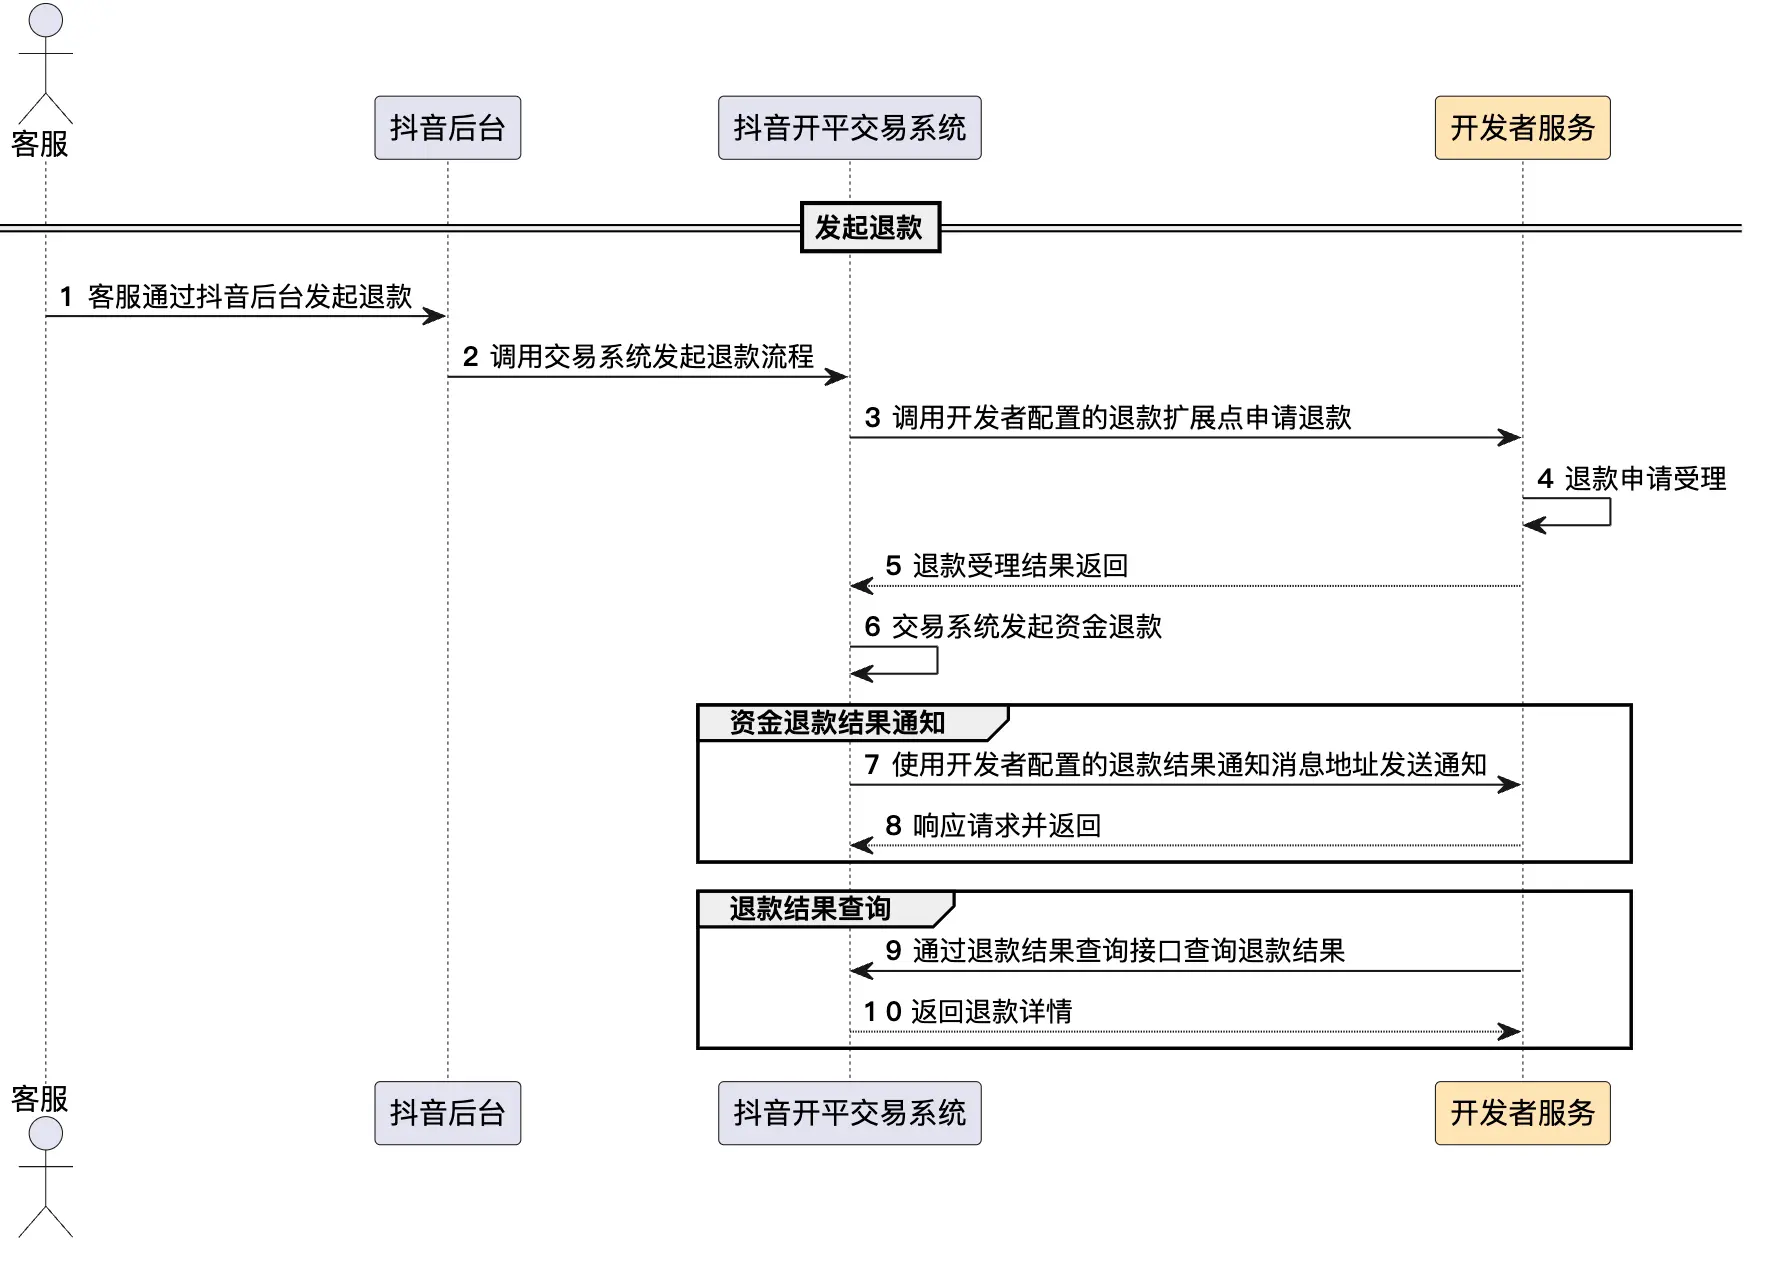 客服
抖音后台
抖音开平交易系统
开发者服务
发起退款
1 客服通过抖音后台发起退款
2 调用交易系统发起退款流程
3 调用开发者配置的退款扩展点申请退款
4 退款申请受理
5 退款受理结果返回
6 交易系统发起资金退款
资金退款结果通知
7 使用开发者配置的退款结果通知消息地址发送通知
8 响应请求并返回
退款结果查询
9 通过退款结果查询接口查询退款结果
10 返回退款详情
客服
抖音后台
抖音开平交易系统
开发者服务